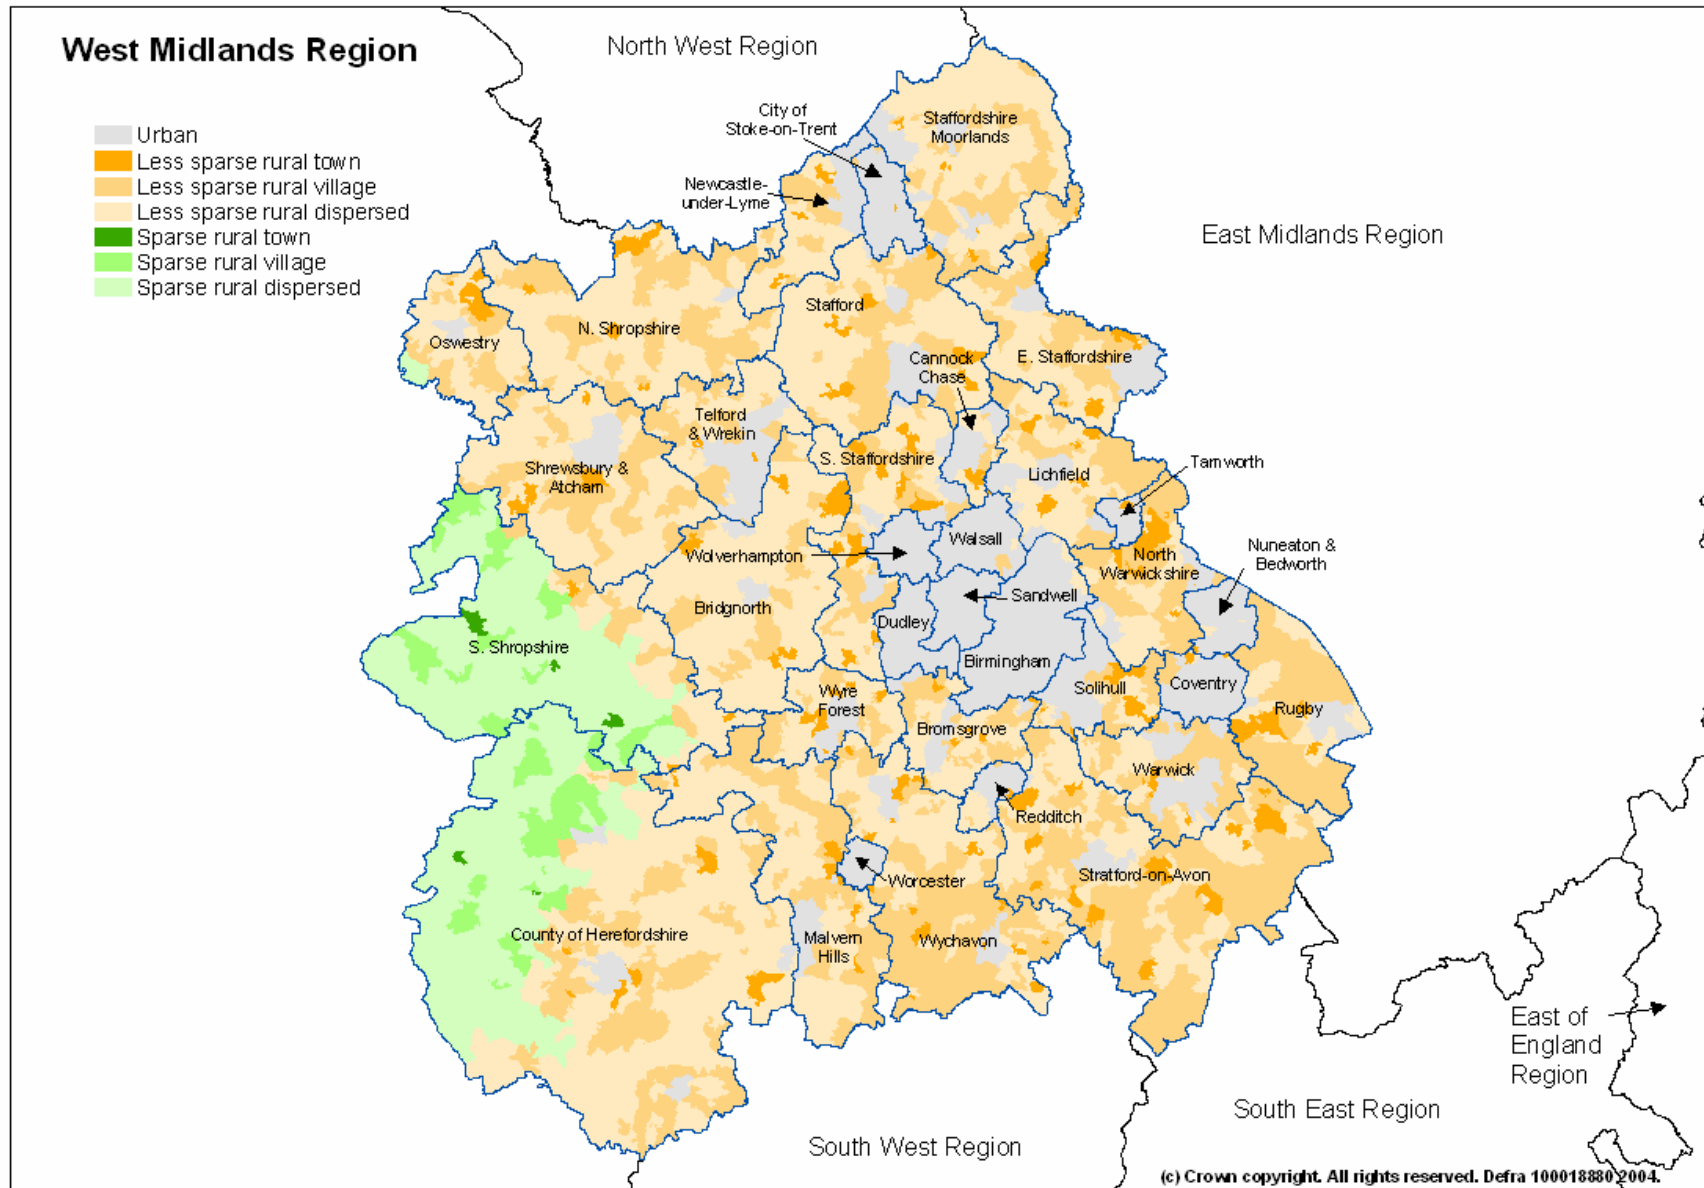 West Midlands Region
Urban
Less sparse rural town
Less sparse rural village
Less sparse rural dispersed
Sparse rural town
Sparse rural village
Sparse rural dispersed
North West Region
City of
Stoke-on-Trent
Staffordshire
Moorlands
Newcastle-
under-Lyme
East Midlands Region
Stafford
N. Shropshire
Oswestry
Cannock
Chase
E. Staffordshire
Telford
& Wrekin
S. Staffordshire
Shrewsbury &
Atcham
Lichfield
Tamworth
Wolverhampton
Walsall
North
Warwickshire
Nuneaton &
Bedworth
Bridgnorth
Sandwell
Dudley
S. Shropshire
Birmingham
Wyre
Forest
Solihull
Coventry
Rugby
Bromsgrove
Warwick
Redditch
Worcester
Stratford-on-Avon
County of Herefordshire
Malvern
Hills
Wychavon
East of
England
Region
South East Region
South West Region
(c) Crown copyright. All rights reserved. Defra 100018880 2004.